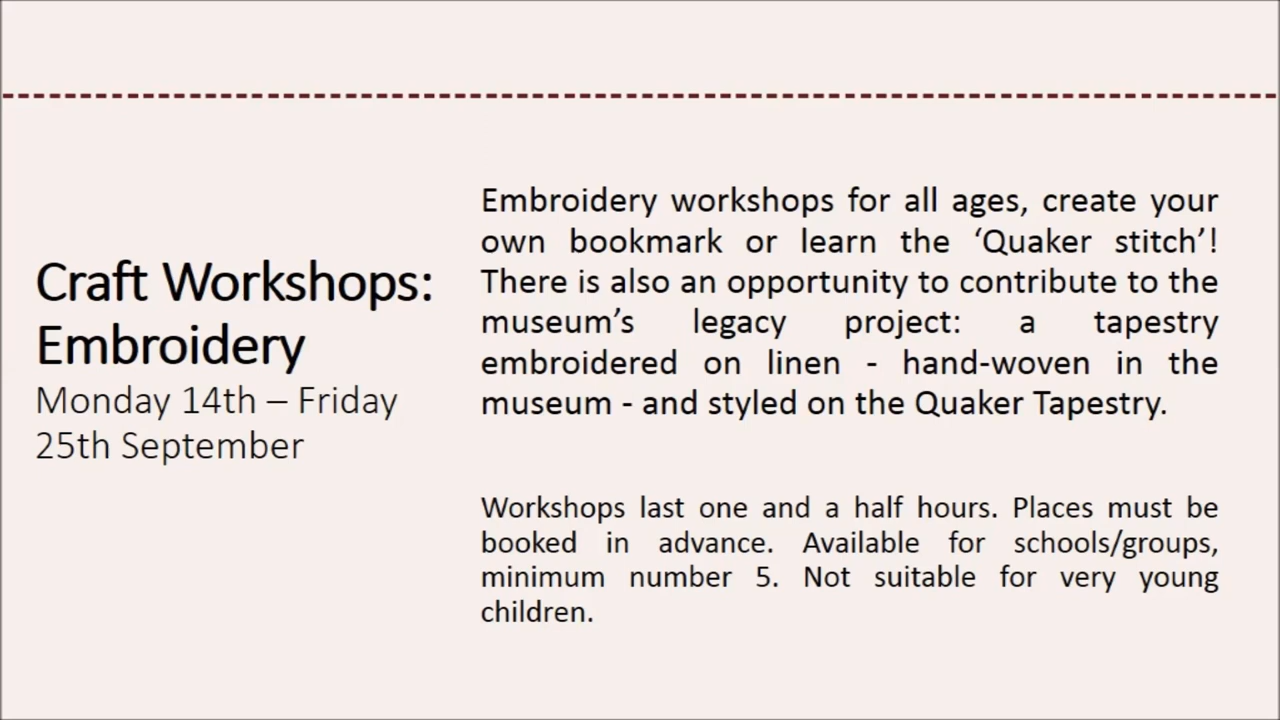 Craft Workshops:
Embroidery
Monday 14th – Friday
25th September
Embroidery workshops for all ages, create your
own bookmark or learn the ‘Quaker stitch’!
There is also an opportunity to contribute to the
museum’s legacy project: a tapestry
embroidered on linen - hand-woven in the
museum - and styled on the Quaker Tapestry.
Workshops last one and a half hours. Places must be
booked in advance. Available for schools/groups,
minimum number 5. Not suitable for very young
children.